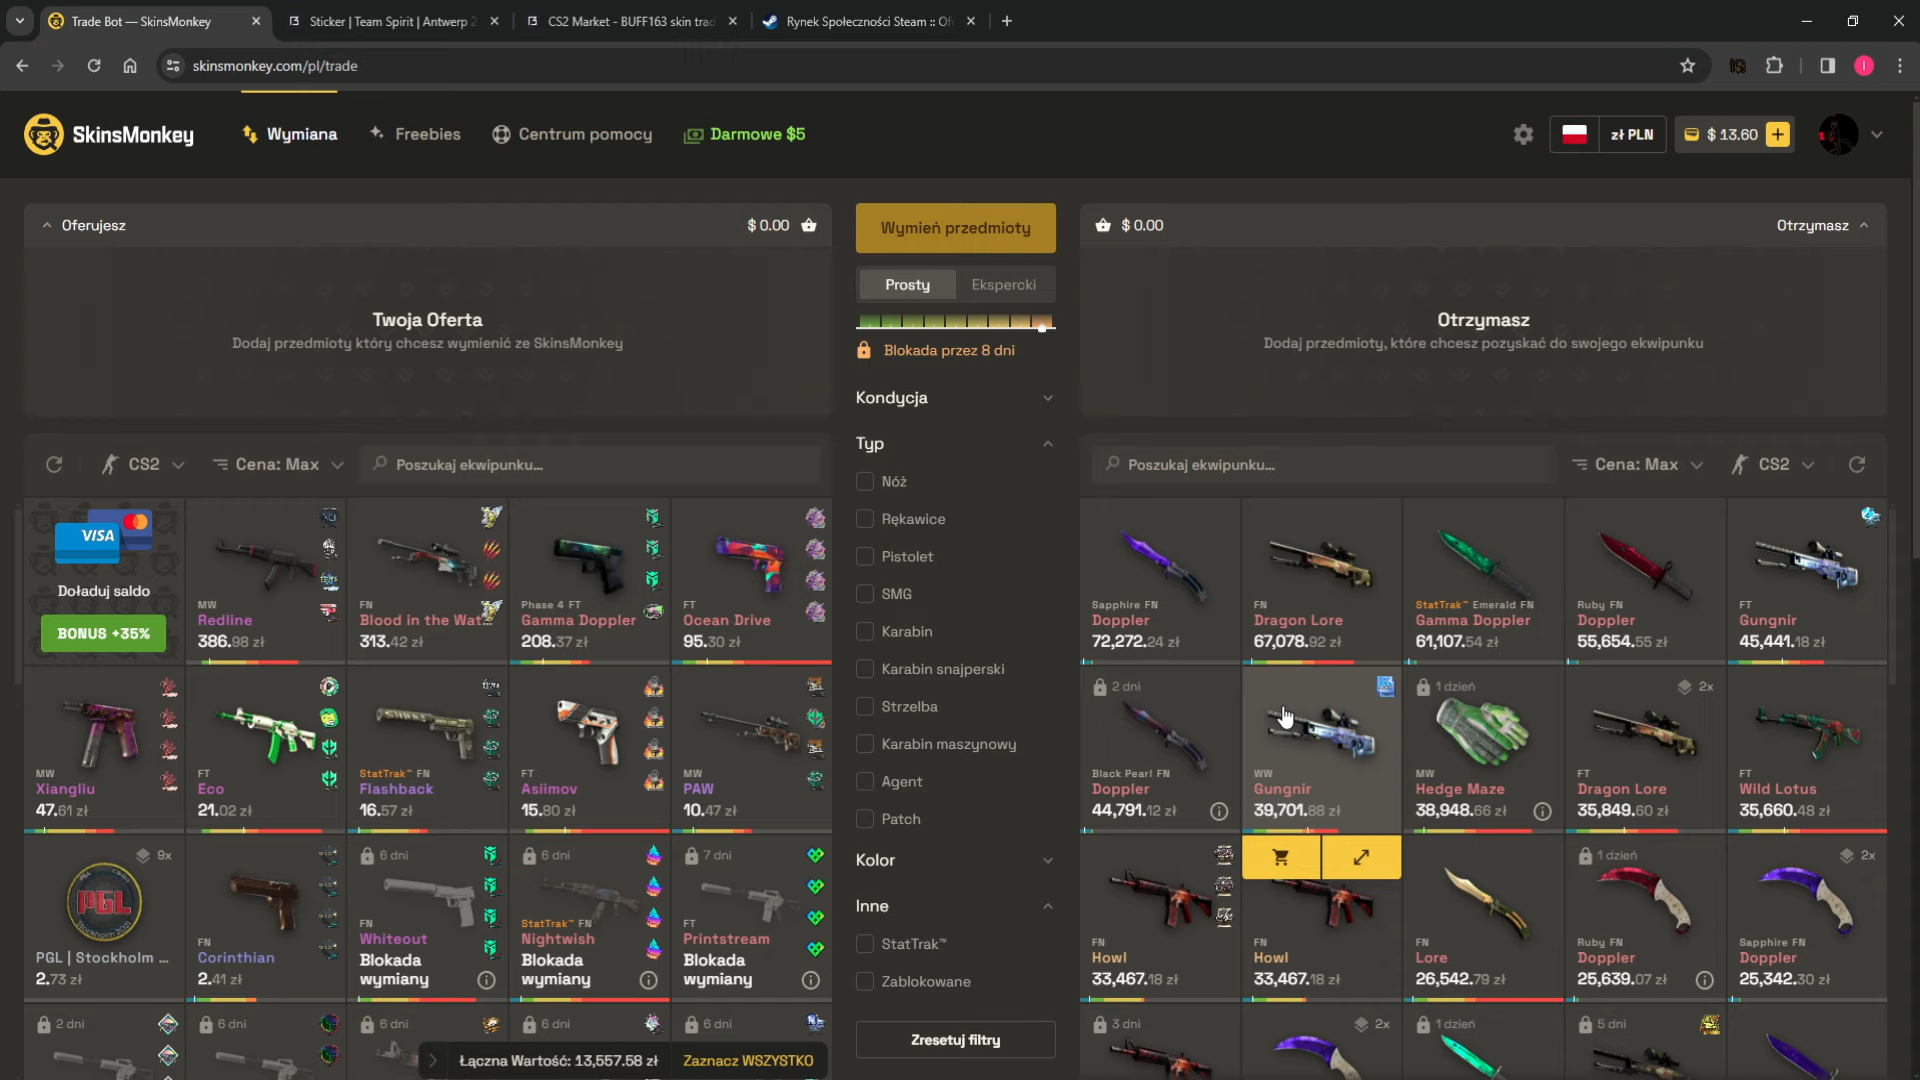 Trade Bot — SkinsMonkey
Sticker | Team Spirit | Antwerp 2
CS2 Market - BUFF163 skin trad
Rynek Społeczności Steam :: Of
skinsmonkey.com/pl/trade
SkinsMonkey
Wymiana
Freebies
Centrum pomocy
Darmowe $5
zł PLN
$ 13.60
Oferujesz
$ 0.00
Twoja Oferta
Dodaj przedmioty który chcesz wymienić ze SkinsMonkey
Wymień przedmioty
Prosty
Ekspercki
Blokada przez 8 dni
$ 0.00
Otrzymasz
Otrzymasz
Dodaj przedmioty, które chcesz pozyskać do swojego ekwipunku
CS2
Cena: Max
Poszukaj ekwipunku...
VISA
Doładuj saldo
BONUS +35%
MW
Redline
386.98 zł
FN
Blood in the Wat...
313.42 zł
Phase 4 FT
Gamma Doppler
208.37 zł
FT
Ocean Drive
95.30 zł
MW
Xiangliu
47.61 zł
FT
Eco
21.02 zł
StatTrak™ FN
Flashback
16.57 zł
FT
Asiimov
15.80 zł
MW
PAW
10.47 zł
9x
PGL
Stockholm 2021
PGL | Stockholm ...
2.73 zł
FN
Corinthian
2.41 zł
6 dni
FN
Whiteout
Blokada
wymiany
6 dni
StatTrak™ FN
Nightwish
Blokada
wymiany
7 dni
FT
Printstream
Blokada
wymiany
2 dni
6 dni
6 dni
6 dni
6 dni
Łączna Wartość: 13,557.58 zł
Zaznacz WSZYSTKO
Kondycja
Typ
Nóż
Rękawice
Pistolet
SMG
Karabin
Karabin snajperski
Strzelba
Karabin maszynowy
Agent
Patch
Kolor
Inne
StatTrak™
Zablokowane
Zresetuj filtry
Poszukaj ekwipunku...
Cena: Max
CS2
Sapphire FN
Doppler
72,272.24 zł
FN
Dragon Lore
67,078.92 zł
StatTrak™ Emerald FN
Gamma Doppler
61,107.54 zł
Ruby FN
Doppler
55,654.55 zł
FT
Gungnir
45,441.18 zł
2 dni
Black Pearl FN
Doppler
44,791.12 zł
WW
Gungnir
39,701.88 zł
1 dzień
MW
Hedge Maze
38,948.66 zł
2x
FT
Dragon Lore
35,849.60 zł
FT
Wild Lotus
35,660.48 zł
FN
Howl
33,467.18 zł
FN
Howl
33,467.18 zł
FN
Lore
26,542.79 zł
1 dzień
Ruby FN
Doppler
25,639.07 zł
2x
Sapphire FN
Doppler
25,342.30 zł
3 dni
2x
1 dzień
5 dni